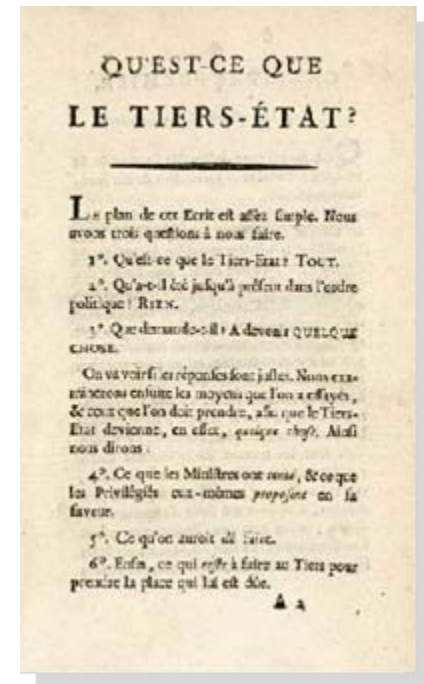 QU'EST-CE QUE
LE TIERS-ÉTAT?
LE plan de cet Ecrit est assez simple. Nous
avons trois questions à nous faire.
1°. Qu'est-ce que le Tiers-Etat? TOUT.
2°. Qu'a-t-il été jusqu'à présent dans l'ordre
politique? RIEN.
3°. Que demande-t-il? A devenir QUELQUE
CHOSE.
On va voir si les réponses sont justes. Nous exa-
minerons ensuite les moyens que l'on a essayés,
& ceux que l'on doit prendre, afin que le Tiers-
Etat devienne, en effet, quelque chose. Ainsi
nous dirons:
4°. Ce que les Ministres ont tenté, & ce que
les Privilégiés eux-mêmes proposent en sa
faveur.
5°. Ce qu'on auroit dû faire.
6°. Enfin, ce qui reste à faire au Tiers pour
prendre la place qui lui est dûe.
A 2